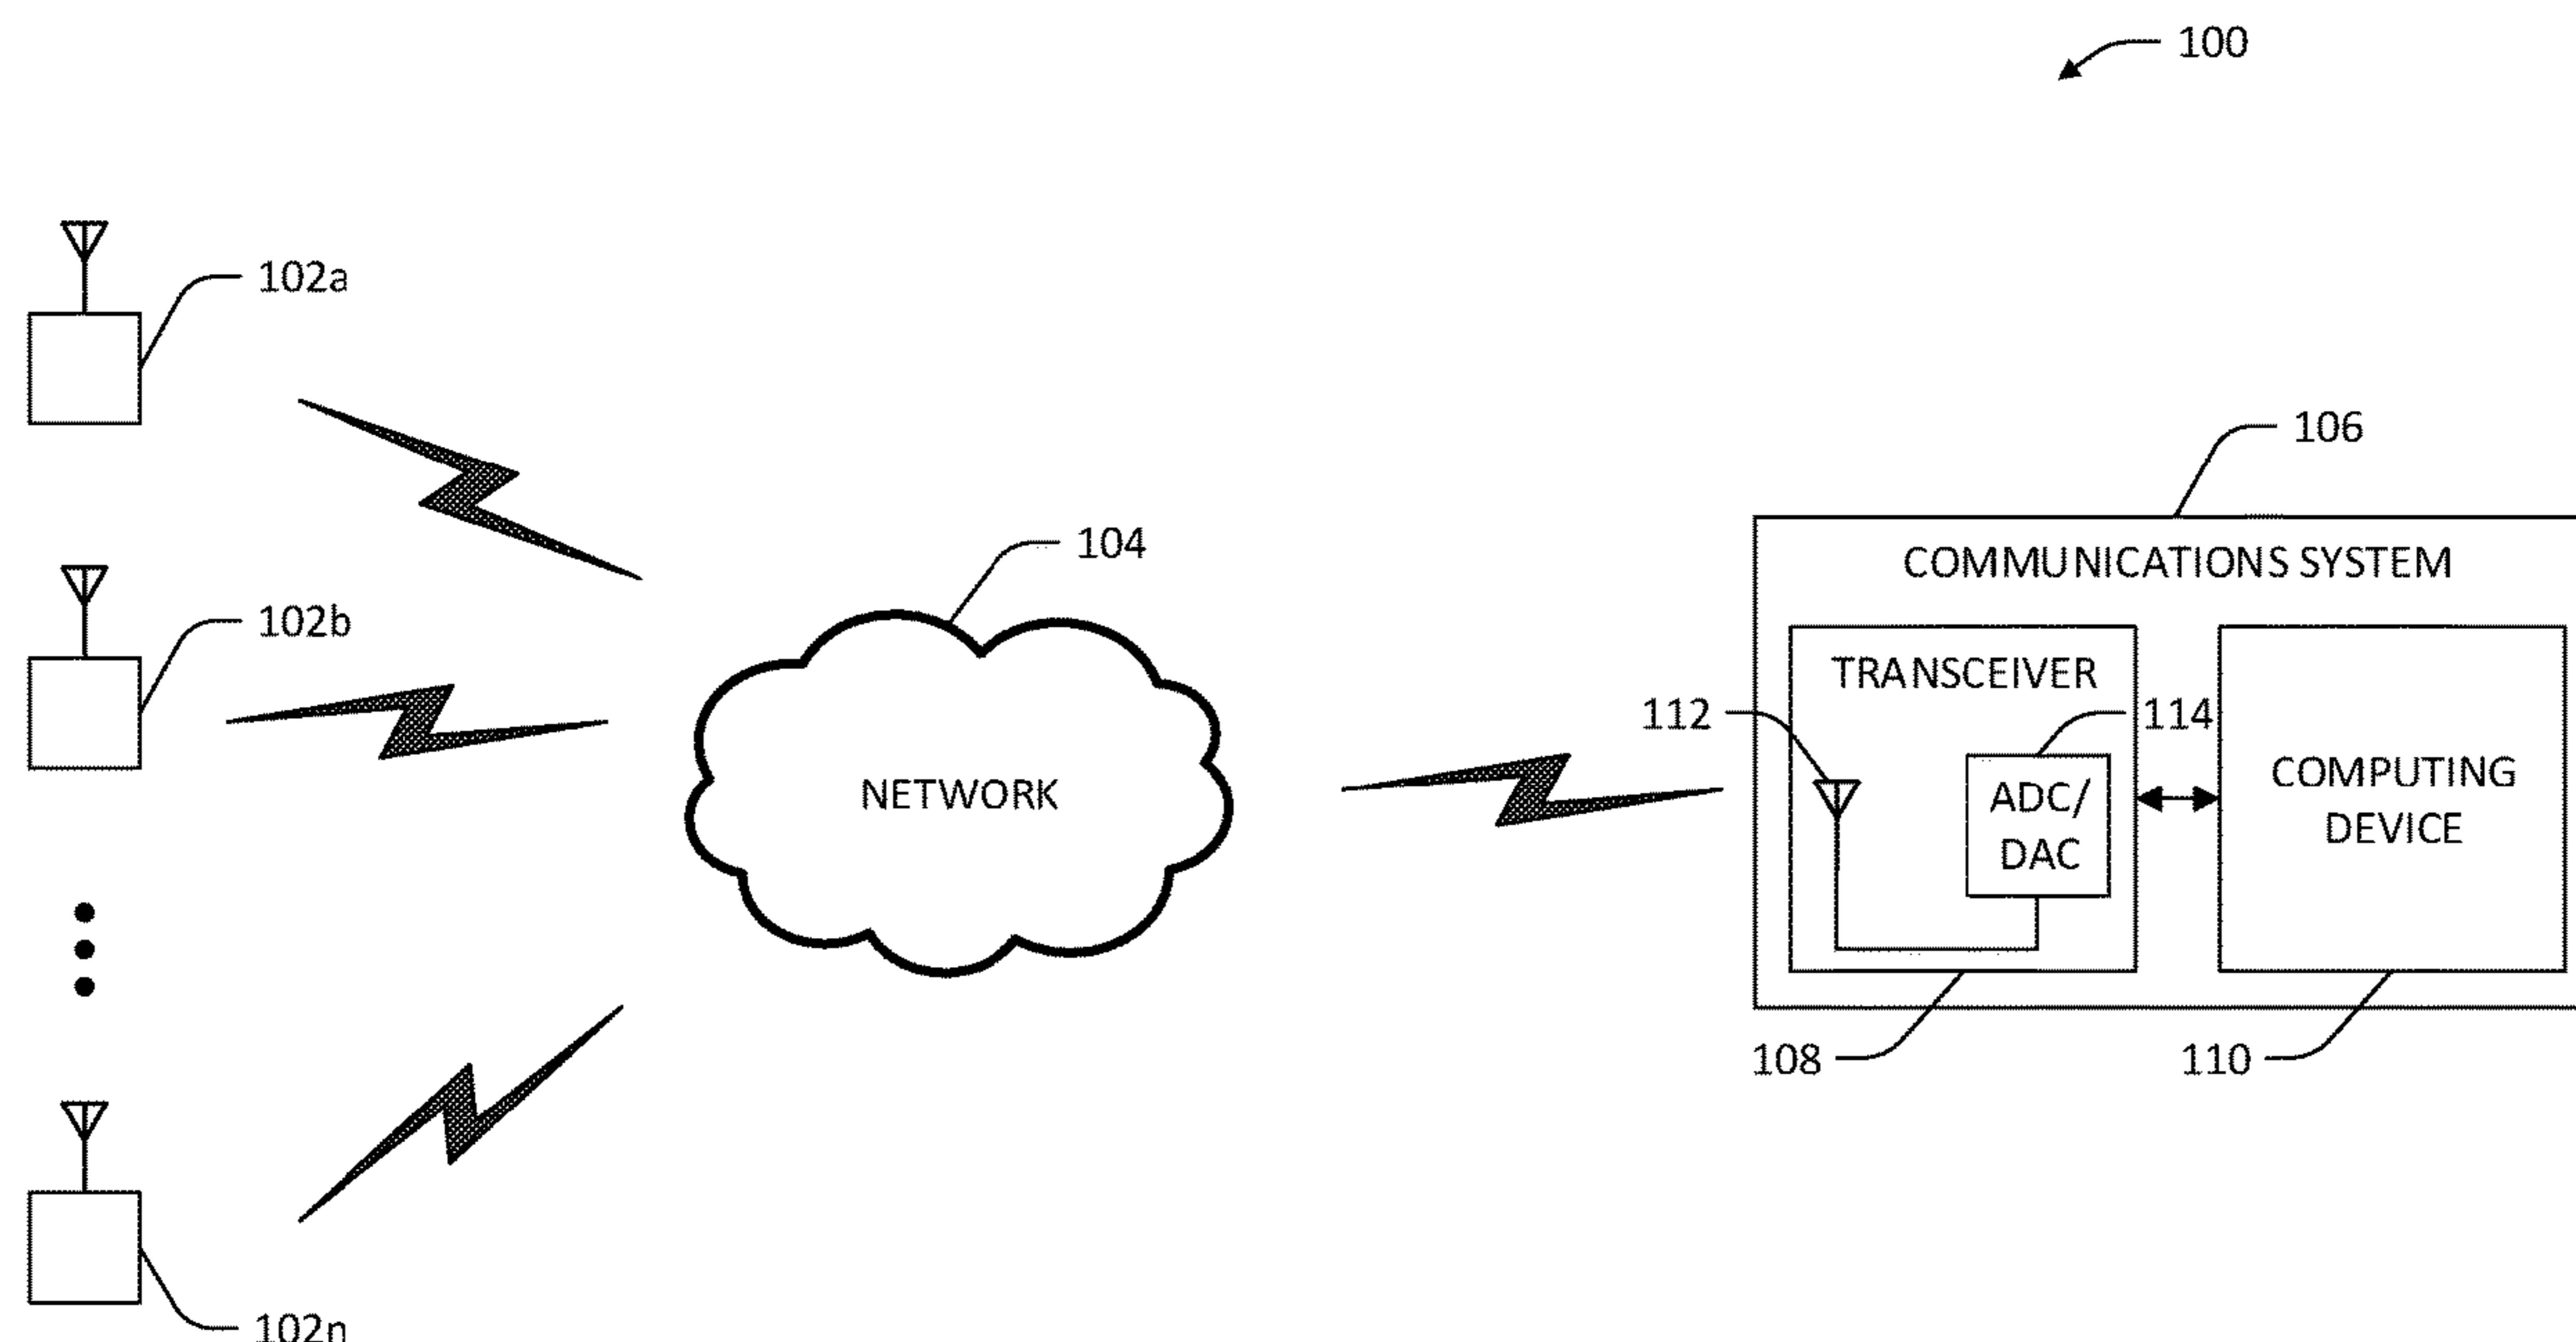 100
102a
106
104
COMMUNICATIONS SYSTEM
102b
TRANSCEIVER
112
114
NETWORK
ADC/
DAC
COMPUTING
DEVICE
108
110
102n